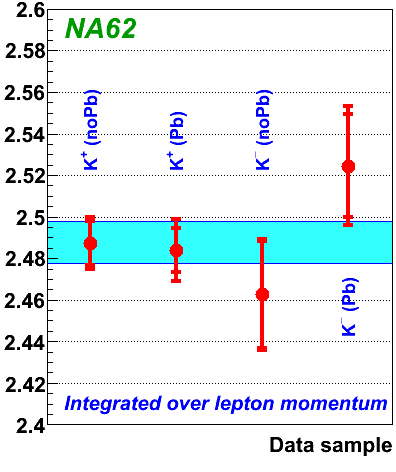 2.6
2.58
2.56
2.54
2.52
2.5
2.48
2.46
2.44
2.42
2.4
NA62
K⁺ (noPb)
K⁺ (Pb)
K⁻ (noPb)
K⁻ (Pb)
Integrated over lepton momentum
Data sample